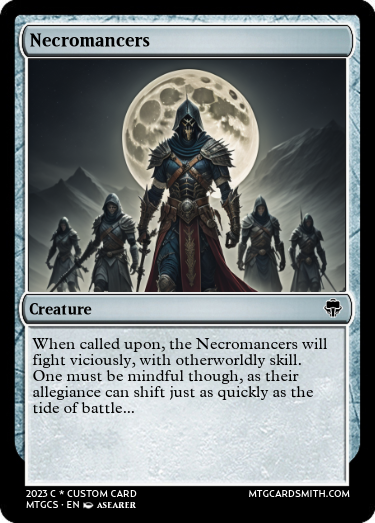 Necromancers
Creature
When called upon, the Necromancers will
fight viciously, with otherworldly skill.
One must be mindful though, as their
allegiance can shift just as quickly as the
tide of battle...
2023 C * CUSTOM CARD
MTGCARDSMITH.COM
MTGCS · EN ASEARER